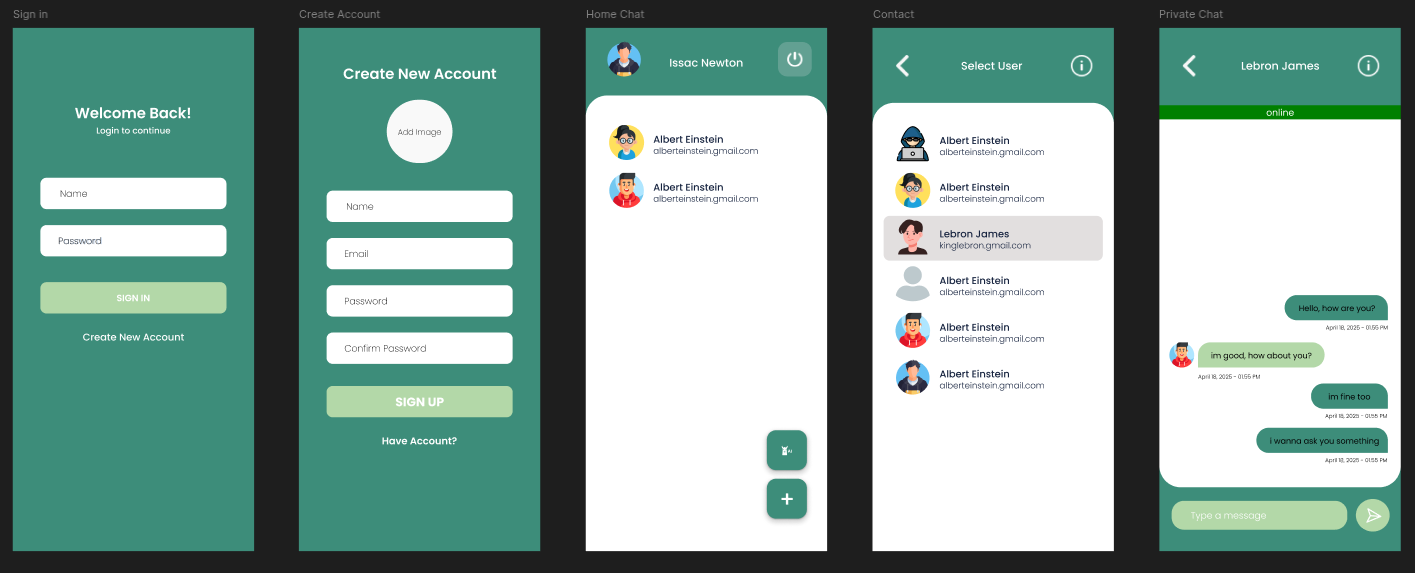 Sign in
Welcome Back!
Login to continue
Name
Password
SIGN IN
Create New Account
Create Account
Create New Account
Add Image
Name
Email
Password
Confirm Password
SIGN UP
Have Account?
Home Chat
Issac Newton
Albert Einstein
alberteinstein.gmail.com
Albert Einstein
alberteinstein.gmail.com
AI
Contact
Select User
Albert Einstein
alberteinstein.gmail.com
Albert Einstein
alberteinstein.gmail.com
Lebron James
kinglebron.gmail.com
Albert Einstein
alberteinstein.gmail.com
Albert Einstein
alberteinstein.gmail.com
Albert Einstein
alberteinstein.gmail.com
Private Chat
Lebron James
online
Hello, how are you?
April 18, 2025 - 01:55 PM
im good, how about you?
April 18, 2025 - 01:55 PM
im fine too
April 18, 2025 - 01:55 PM
i wanna ask you something
April 18, 2025 - 01:55 PM
Type a message